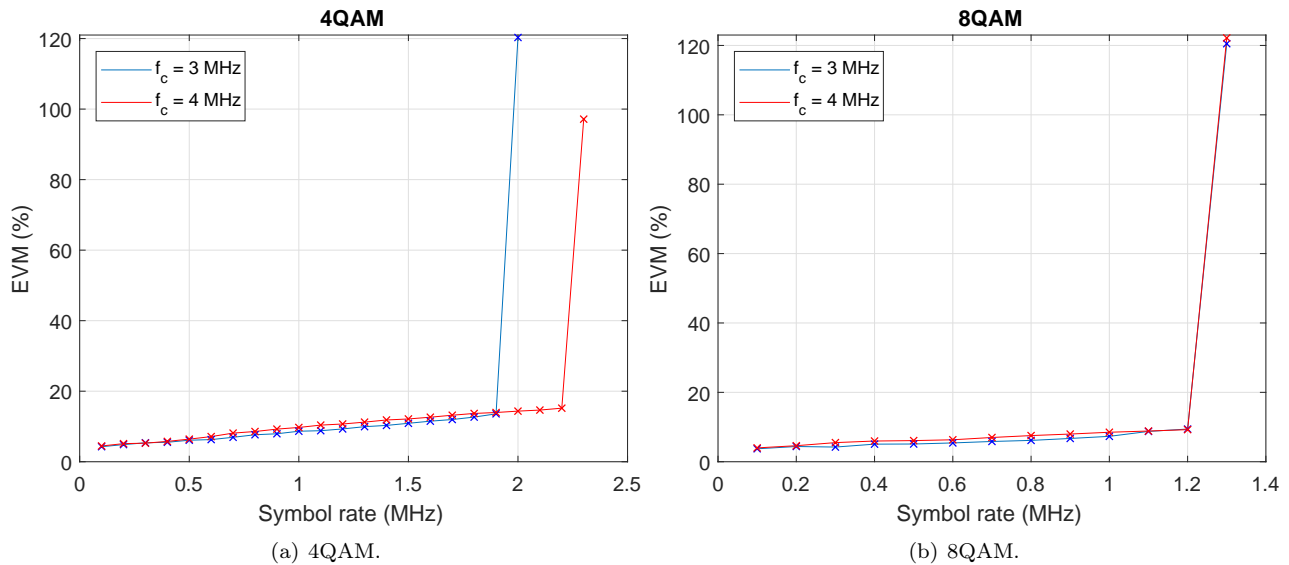 4QAM
120
100
80
60
40
20
0
EVM (%)
f_c = 3 MHz
f_c = 4 MHz
0 0.5 1 1.5 2 2.5
Symbol rate (MHz)
(a) 4QAM.
8QAM
120
100
80
60
40
20
0
EVM (%)
f_c = 3 MHz
f_c = 4 MHz
0 0.2 0.4 0.6 0.8 1 1.2 1.4
Symbol rate (MHz)
(b) 8QAM.